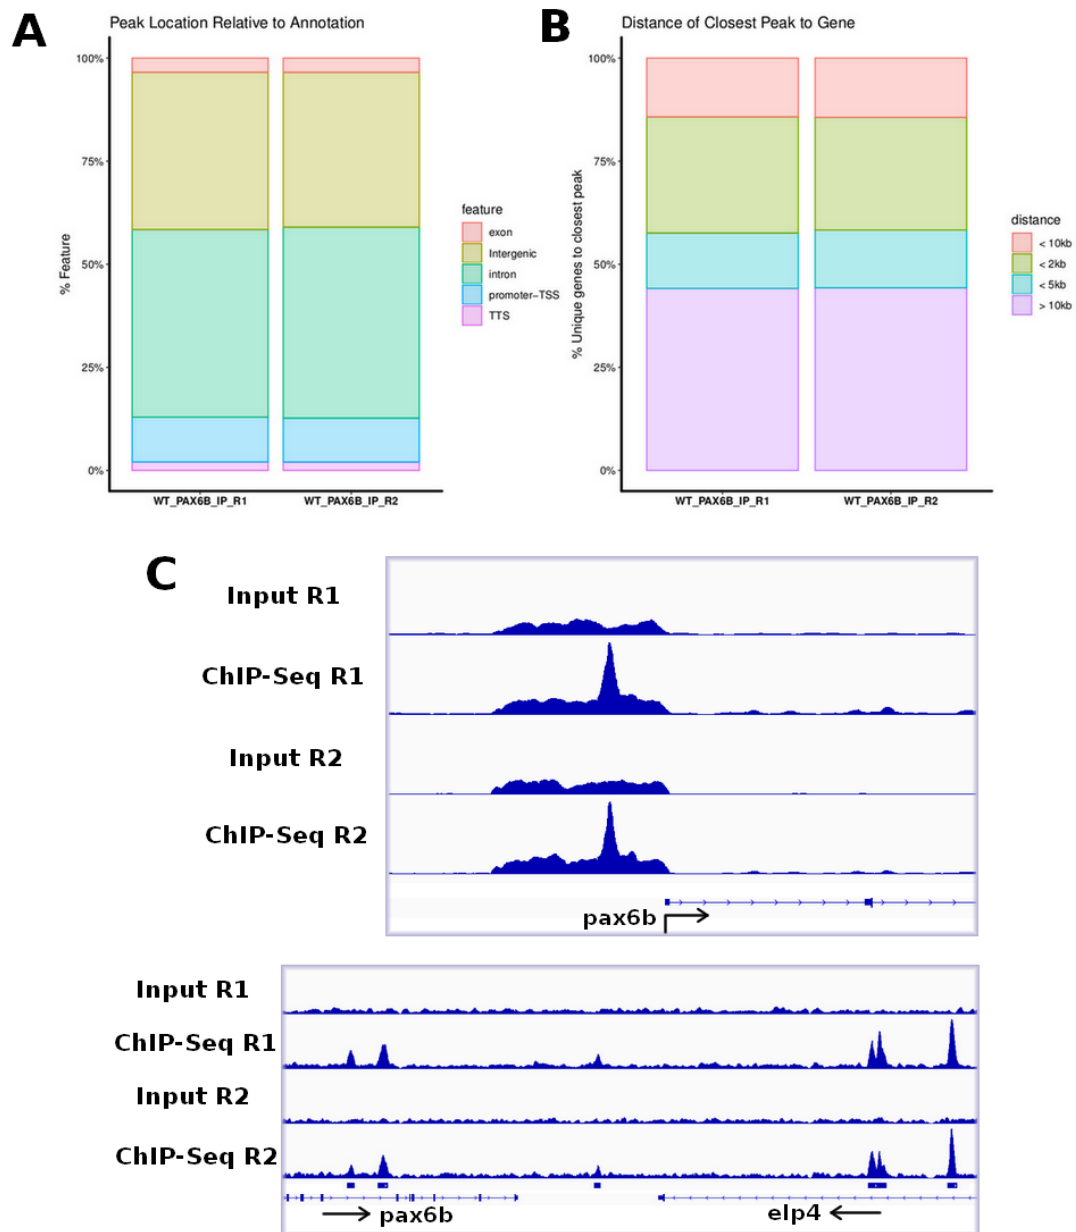 A
Peak Location Relative to Annotation
100%
75%
50%
25%
0%
% Feature
WT_PAX6B_IP_R1
WT_PAX6B_IP_R2
feature
exon
Intergenic
intron
promoter-TSS
TTS
B
Distance of Closest Peak to Gene
100%
75%
50%
25%
0%
% Unique genes to closest peak
WT_PAX6B_IP_R1
WT_PAX6B_IP_R2
distance
< 10kb
< 2kb
< 5kb
> 10kb
C
Input R1
ChIP-Seq R1
Input R2
ChIP-Seq R2
pax6b
Input R1
ChIP-Seq R1
Input R2
ChIP-Seq R2
pax6b
elp4